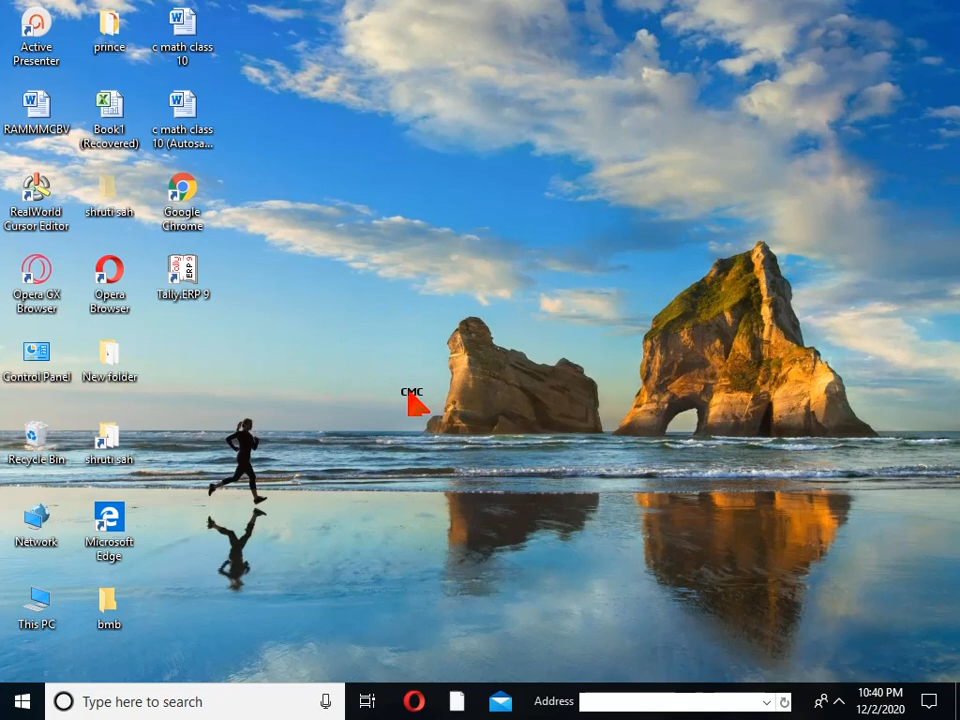 Active
Presenter
prince
c math class
10
RAMMMCBV
Book1
(Recovered)
c math class
10 (Autosa...
RealWorld
Cursor Editor
shruti sah
Google
Chrome
Opera GX
Browser
Opera
Browser
Tally.ERP 9
Control Panel
New folder
CMC
Recycle Bin
shruti sah
Network
Microsoft
Edge
This PC
bmb
Type here to search
Address
10:40 PM
12/2/2020